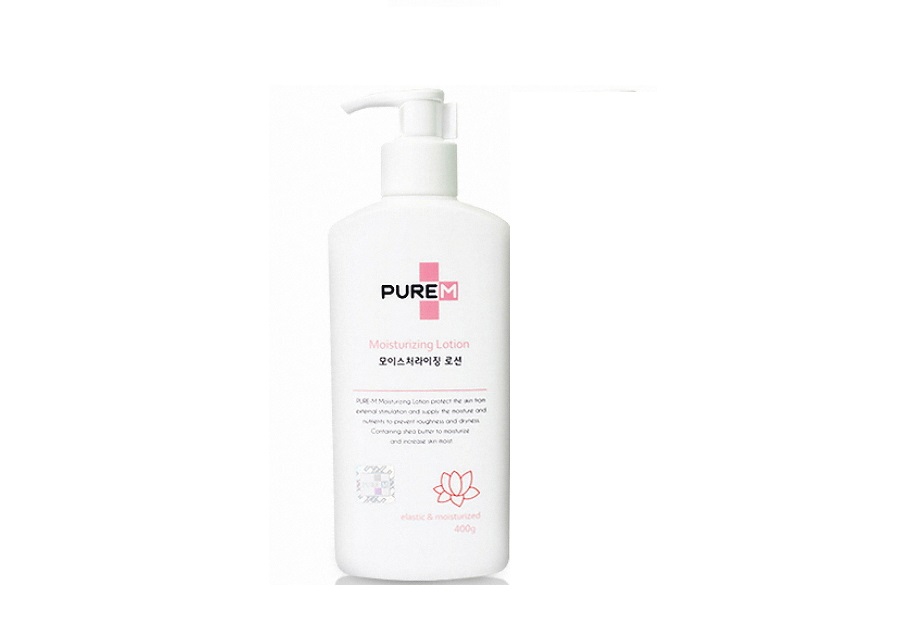 PUREM
Moisturizing Lotion
모이스처라이징 로션
PURE-M Moisturizing Lotion protect the skin from
external stimulation and supply the moisture and
nutrients to prevent roughness and dryness.
Containing shea butter to moisturize
and increase skin moist
elastic & moisturized
400g